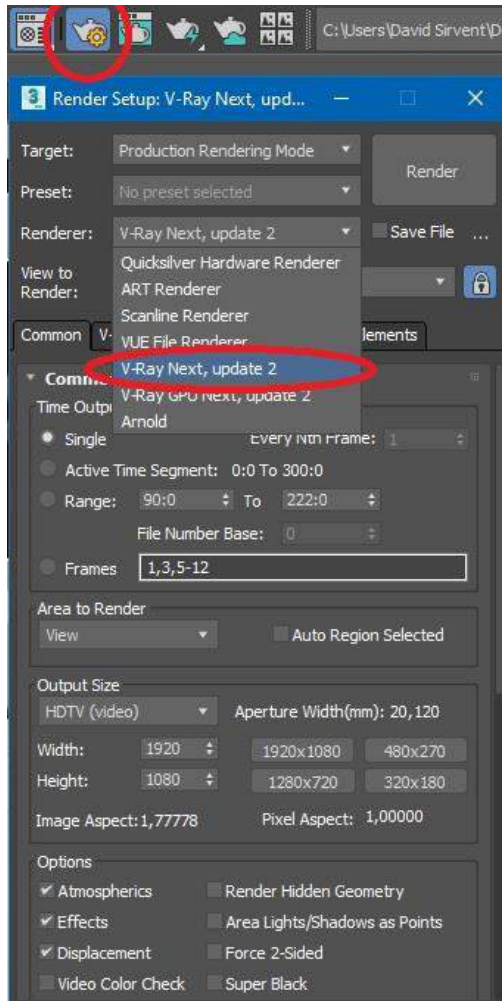 C:\Users\David Sirvent\D
3 Render Setup: V-Ray Next, upd...
Target: Production Rendering Mode
Render
Preset: No preset selected
Renderer: V-Ray Next, update 2 Save File ...
Quicksilver Hardware Renderer
View to Render:
ART Renderer
Scanline Renderer
Common V- VUE File Renderer lements
V-Ray Next, update 2
V-Ray GPU Next, update 2
Arnold
Time Outp
Single Every Nth Frame: 1
Active Time Segment: 0:0 To 300:0
Range: 90:0 To 222:0
File Number Base: 0
Frames 1,3,5-12
Area to Render
View Auto Region Selected
Output Size
HDTV (video) Aperture Width(mm): 20,120
Width: 1920 1920x1080 480x270
Height: 1080 1280x720 320x180
Image Aspect: 1,77778 Pixel Aspect: 1,00000
Options
Atmospherics Render Hidden Geometry
Effects Area Lights/Shadows as Points
Displacement Force 2-Sided
Video Color Check Super Black